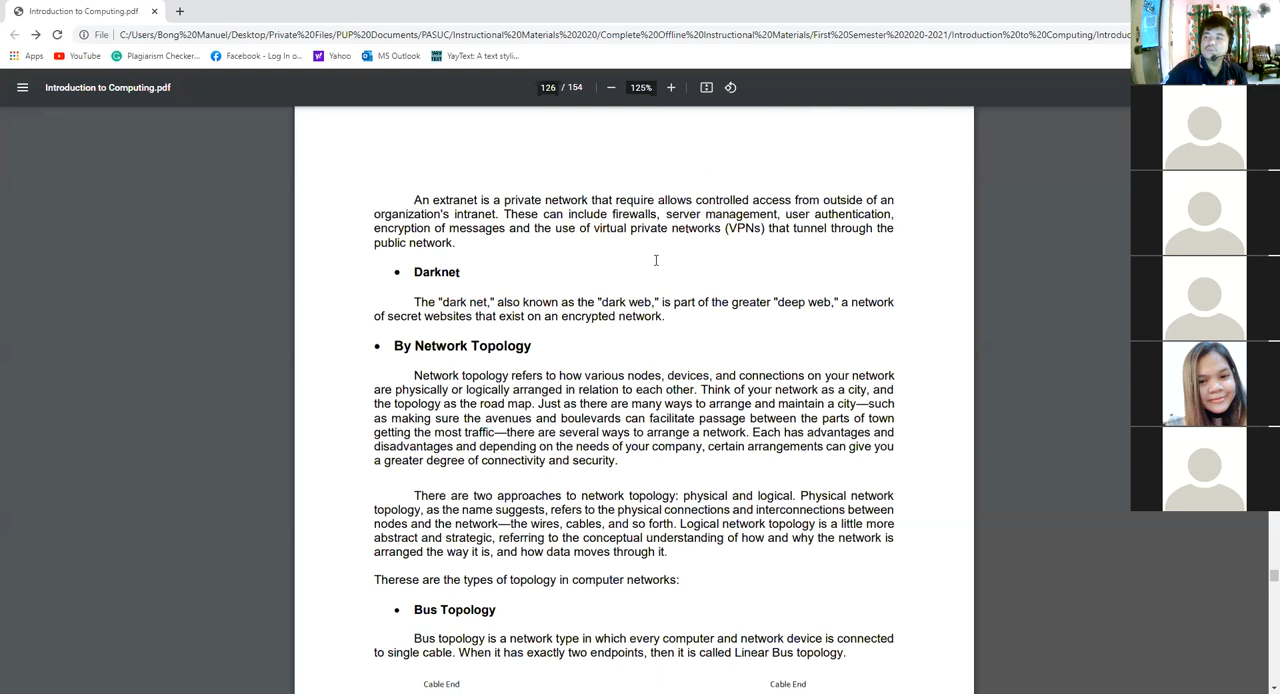 Introduction to Computing.pdf
File
C:/Users/Bong%20Manuel/Desktop/Private%20Files/PUP%20Documents/PASUC/Instructional%20Materials%202020/Complete%20Offline%20Instructional%20Materials/First%20Semester%202020-2021/Introduction%20to%20Computing/Introduc
Apps YouTube Plagiarism Checker... Facebook - Log In o... Yahoo MS Outlook YayText: A text styli...
Introduction to Computing.pdf 126 / 154 125%
An extranet is a private network that require allows controlled access from outside of an
organization's intranet. These can include firewalls, server management, user authentication,
encryption of messages and the use of virtual private networks (VPNs) that tunnel through the
public network.
• Darknet
The "dark net," also known as the "dark web," is part of the greater "deep web," a network
of secret websites that exist on an encrypted network.
• By Network Topology
Network topology refers to how various nodes, devices, and connections on your network
are physically or logically arranged in relation to each other. Think of your network as a city, and
the topology as the road map. Just as there are many ways to arrange and maintain a city—such
as making sure the avenues and boulevards can facilitate passage between the parts of town
getting the most traffic—there are several ways to arrange a network. Each has advantages and
disadvantages and depending on the needs of your company, certain arrangements can give you
a greater degree of connectivity and security.
There are two approaches to network topology: physical and logical. Physical network
topology, as the name suggests, refers to the physical connections and interconnections between
nodes and the network—the wires, cables, and so forth. Logical network topology is a little more
abstract and strategic, referring to the conceptual understanding of how and why the network is
arranged the way it is, and how data moves through it.
Therese are the types of topology in computer networks:
• Bus Topology
Bus topology is a network type in which every computer and network device is connected
to single cable. When it has exactly two endpoints, then it is called Linear Bus topology.
Cable End Cable End